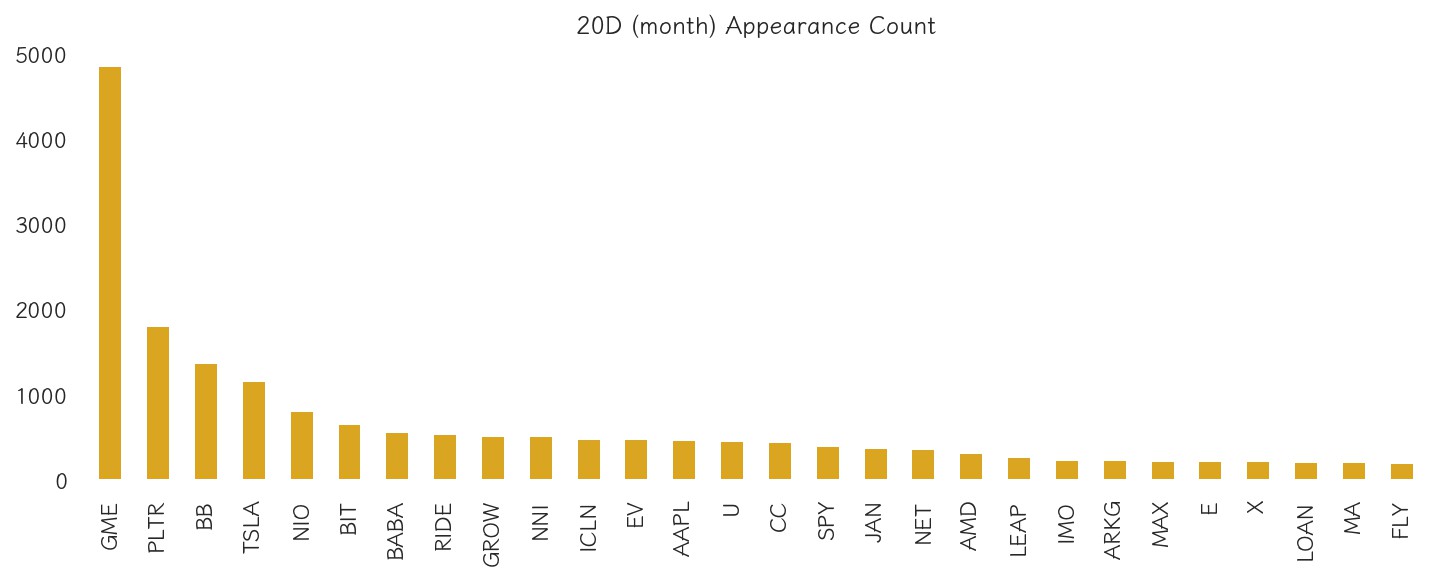 20D (month) Appearance Count
5000
4000
3000
2000
1000
0
GME
PLTR
BB
TSLA
NIO
BIT
BABA
RIDE
GROW
NNI
ICLN
EV
AAPL
U
CC
SPY
JAN
NET
AMD
LEAP
IMO
ARKG
MAX
E
X
LOAN
MA
FLY